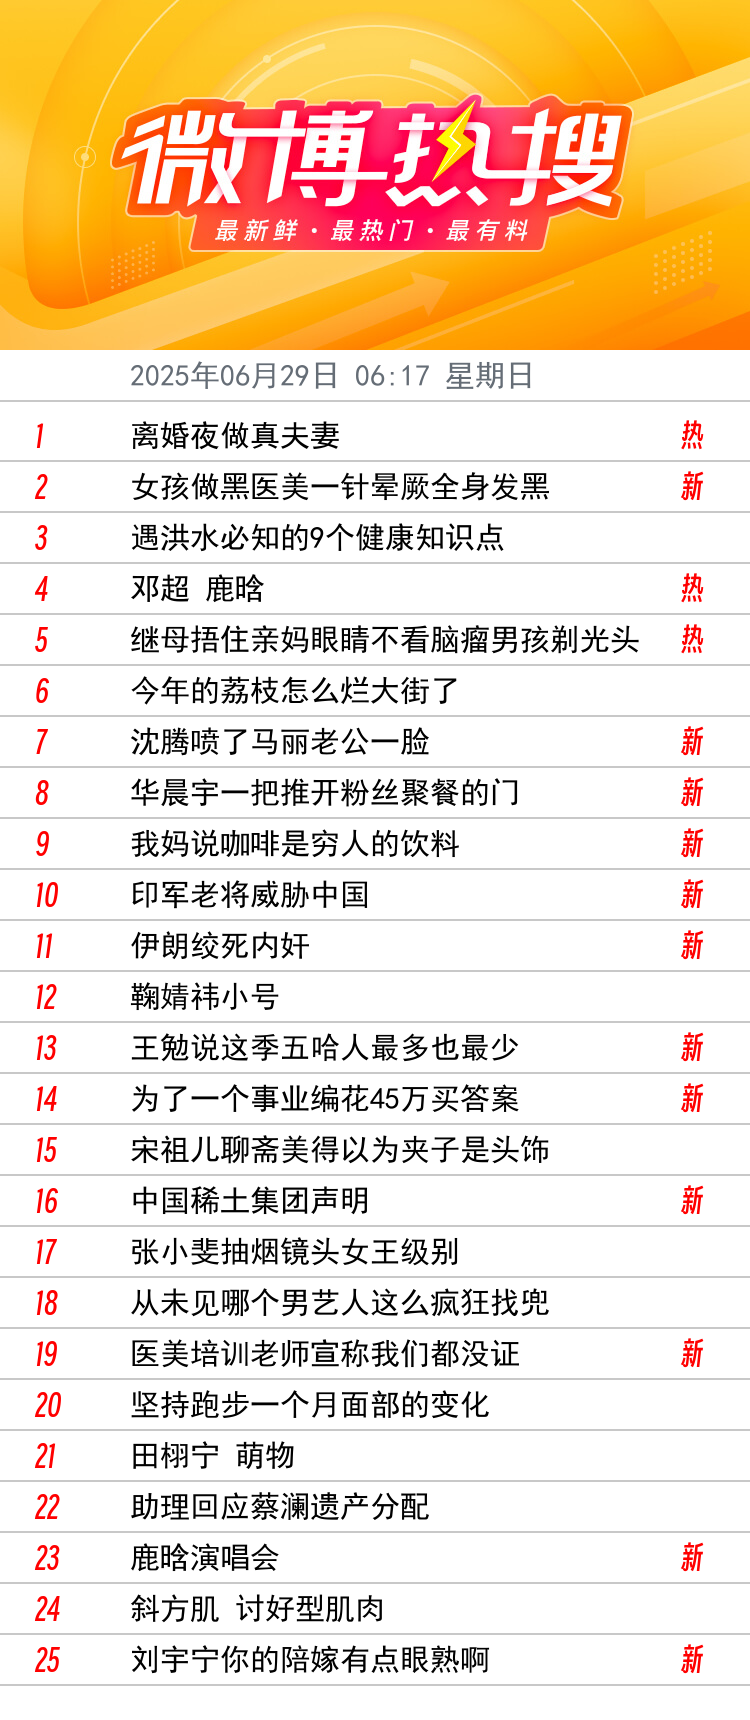 微博热搜
最新鲜·最热门·最有料
2025年06月29日 06:17 星期日
1 离婚夜做真夫妻 热
2 女孩做黑医美一针晕厥全身发黑 新
3 遇洪水必知的9个健康知识点
4 邓超 鹿晗 热
5 继母捂住亲妈眼睛不看脑瘤男孩剃光头 热
6 今年的荔枝怎么烂大街了
7 沈腾喷了马丽老公一脸 新
8 华晨宇一把推开粉丝聚餐的门 新
9 我妈说咖啡是穷人的饮料 新
10 印军老将威胁中国 新
11 伊朗绞死内奸 新
12 鞠婧祎小号
13 王勉说这季五哈人最多也最少 新
14 为了一个事业编花45万买答案 新
15 宋祖儿聊斋美得以为夹子是头饰
16 中国稀土集团声明 新
17 张小斐抽烟镜头女王级别
18 从未见哪个男艺人这么疯狂找兜
19 医美培训老师宣称我们都没证 新
20 坚持跑步一个月面部的变化
21 田栩宁 萌物
22 助理回应蔡澜遗产分配
23 鹿晗演唱会 新
24 斜方肌 讨好型肌肉
25 刘宇宁你的陪嫁有点眼熟啊 新